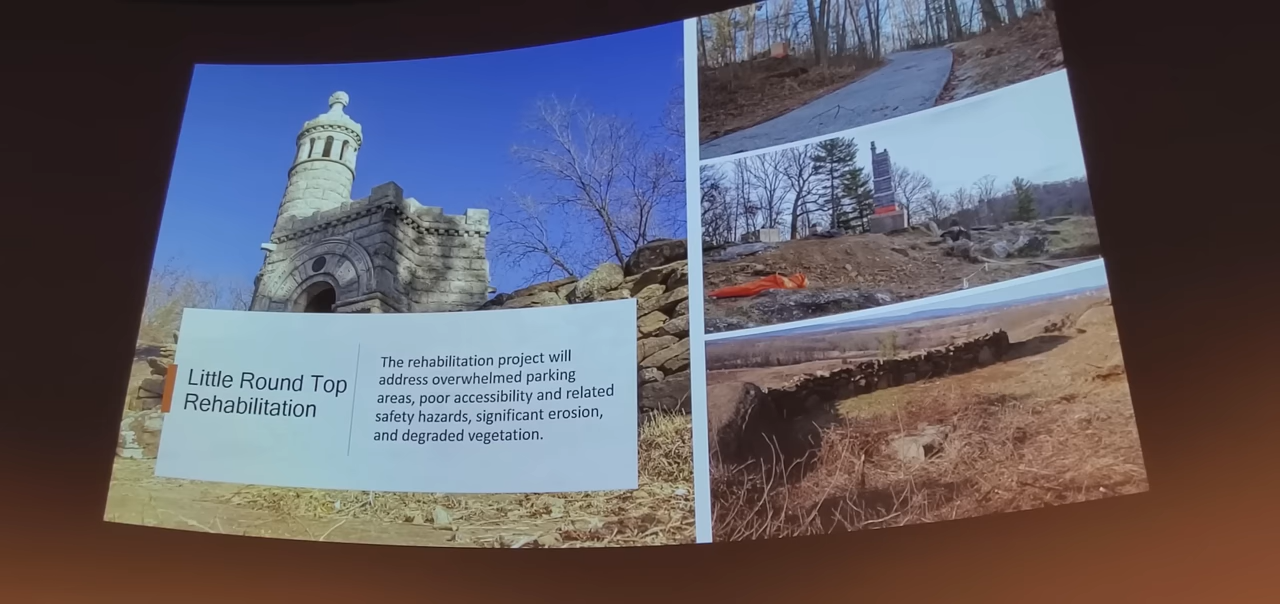 Little Round Top
Rehabilitation
The rehabilitation project will
address overwhelmed parking
areas, poor accessibility and related
safety hazards, significant erosion,
and degraded vegetation.